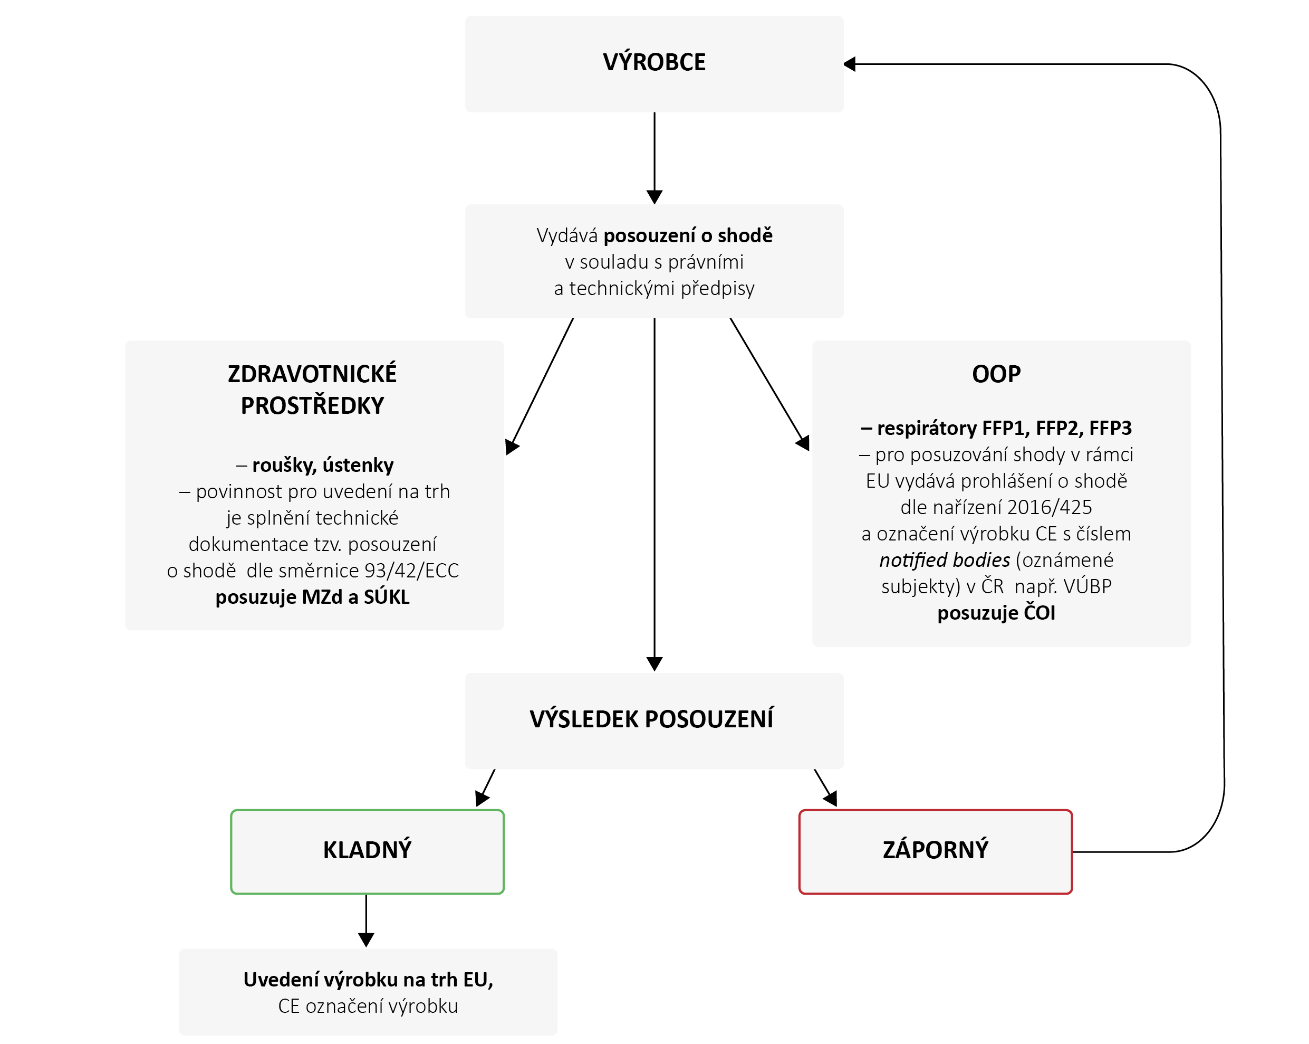 VÝROBCE
Vydává posouzení o shodě
v souladu s právními
a technickými předpisy
ZDRAVOTNICKÉ
PROSTŘEDKY
– roušky, ústenky
– povinnost pro uvedení na trh
je splnění technické
dokumentace tzv. posouzení
o shodě dle směrnice 93/42/ECC
posuzuje MZd a SÚKL
OOP
– respirátory FFP1, FFP2, FFP3
– pro posuzování shody v rámci
EU vydává prohlášení o shodě
dle nařízení 2016/425
a označení výrobku CE s číslem
notified bodies (oznámené
subjekty) v ČR např. VÚBP
posuzuje ČOI
VÝSLEDEK POSOUZENÍ
KLADNÝ
ZÁPORNÝ
Uvedení výrobku na trh EU,
CE označení výrobku